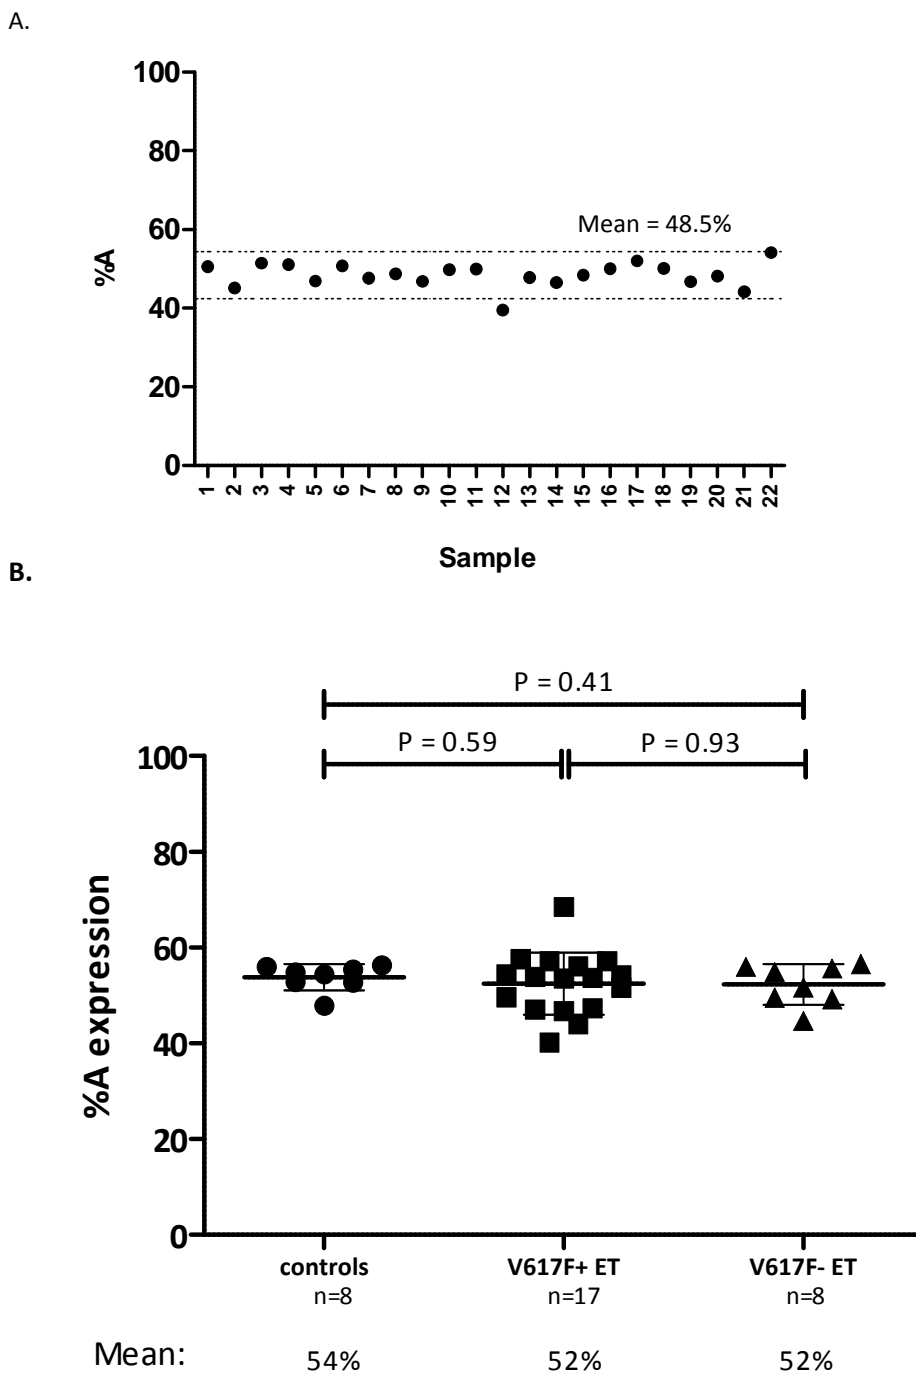 A.
100
80
60
40
20
0
%A
Mean = 48.5%
1 2 3 4 5 6 7 8 9 10 11 12 13 14 15 16 17 18 19 20 21 22
Sample
B.
P = 0.41
P = 0.59 P = 0.93
100
80
60
40
20
0
%A expression
controls V617F+ ET V617F- ET
n=8 n=17 n=8
Mean: 54% 52% 52%